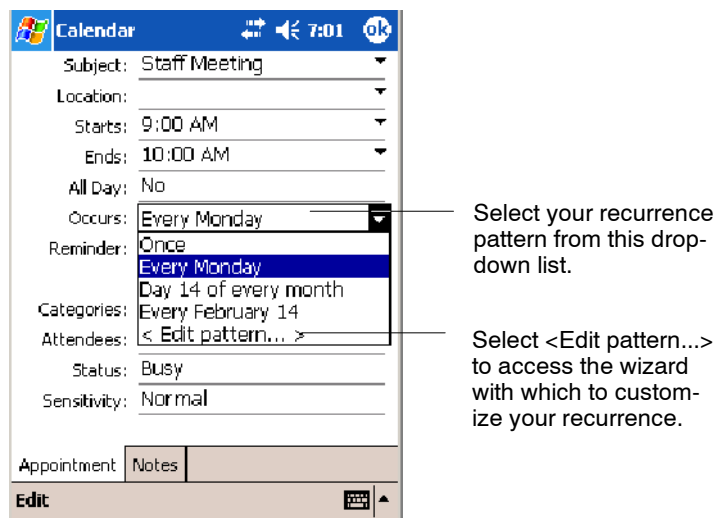 Calendar 7:01 ok
Subject: Staff Meeting
Location:
Starts: 9:00 AM
Ends: 10:00 AM
All Day: No
Occurs: Every Monday
Reminder:
Once
Every Monday
Day 14 of every month
Every February 14
< Edit pattern... >
Categories:
Attendees:
Status: Busy
Sensitivity: Normal
Appointment Notes
Edit
Select your recurrence
pattern from this drop-
down list.
Select <Edit pattern...>
to access the wizard
with which to custom-
ize your recurrence.